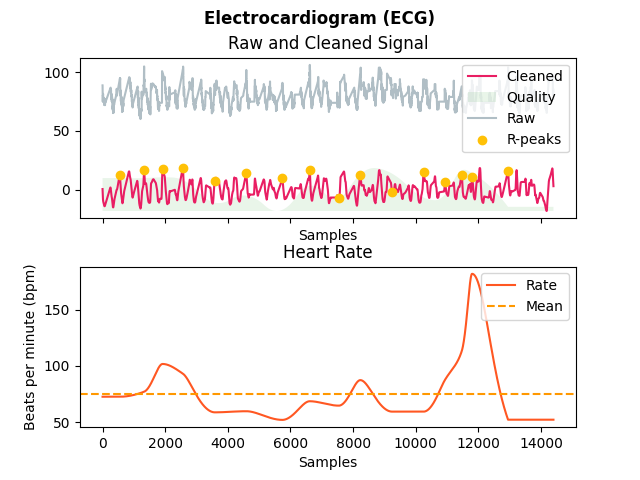 Electrocardiogram (ECG)
Raw and Cleaned Signal
100
50
0
Cleaned
Quality
Raw
R-peaks
Samples
Heart Rate
Beats per minute (bpm)
150
100
50
Rate
Mean
0 2000 4000 6000 8000 10000 12000 14000
Samples